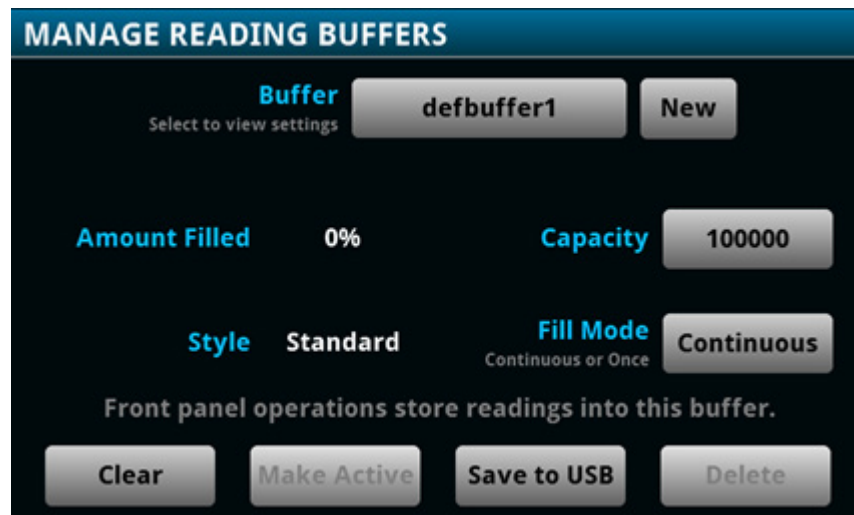 MANAGE READING BUFFERS
Buffer
Select to view settings
defbuffer1
New
Amount Filled
0%
Capacity
100000
Style
Standard
Fill Mode
Continuous or Once
Continuous
Front panel operations store readings into this buffer.
Clear
Make Active
Save to USB
Delete